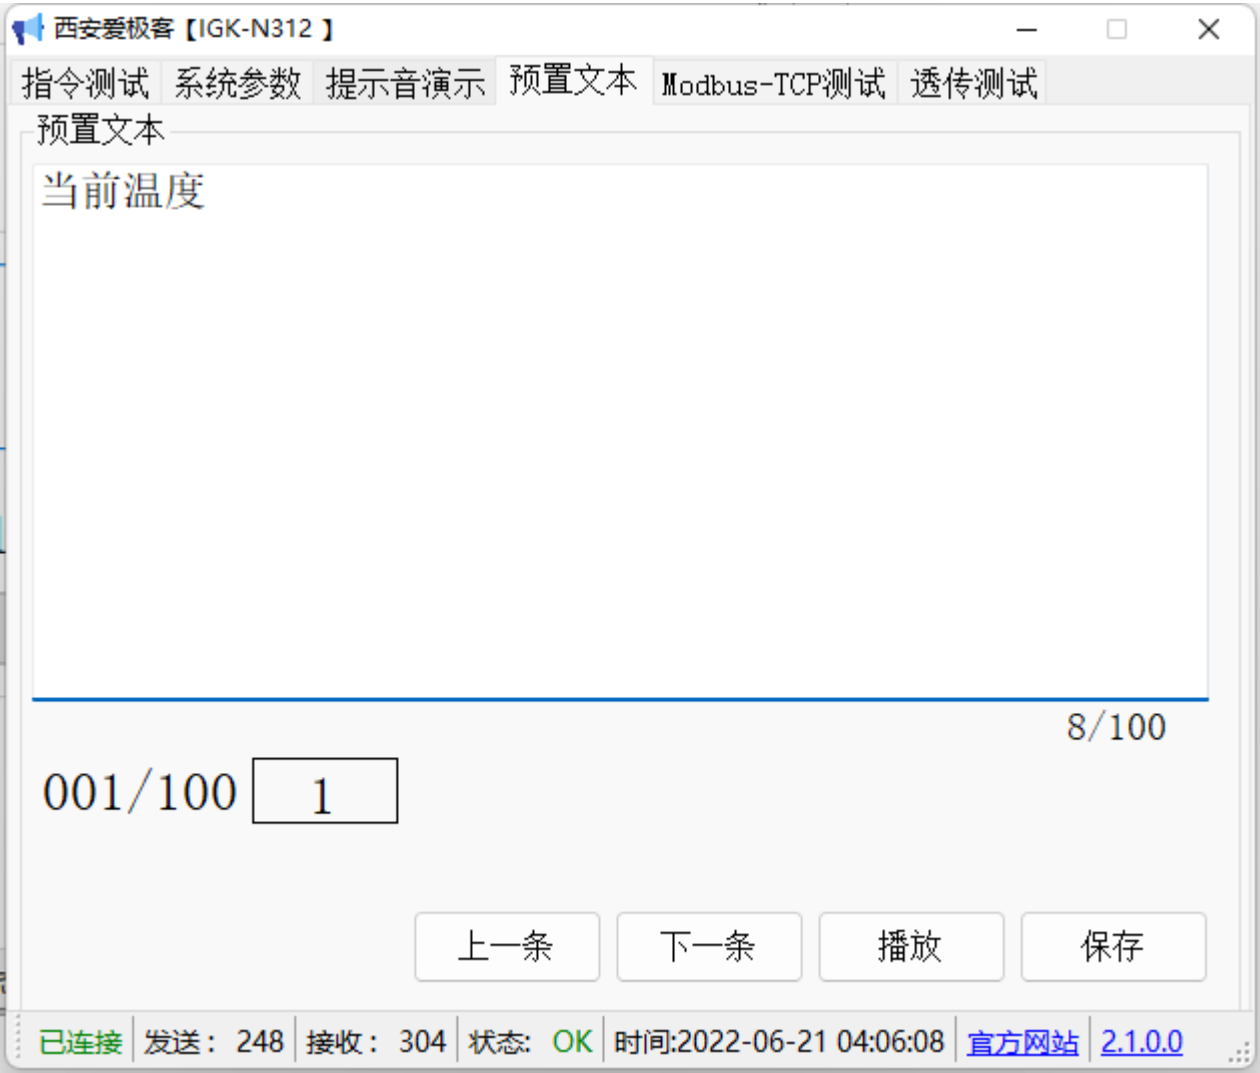 西安爱极客【IGK-N312 】
指令测试 系统参数 提示音演示 预置文本 Modbus-TCP测试 透传测试
预置文本
当前温度
8/100
001/100 1
上一条 下一条 播放 保存
已连接 发送： 248 接收： 304 状态: OK 时间:2022-06-21 04:06:08 官方网站 2.1.0.0